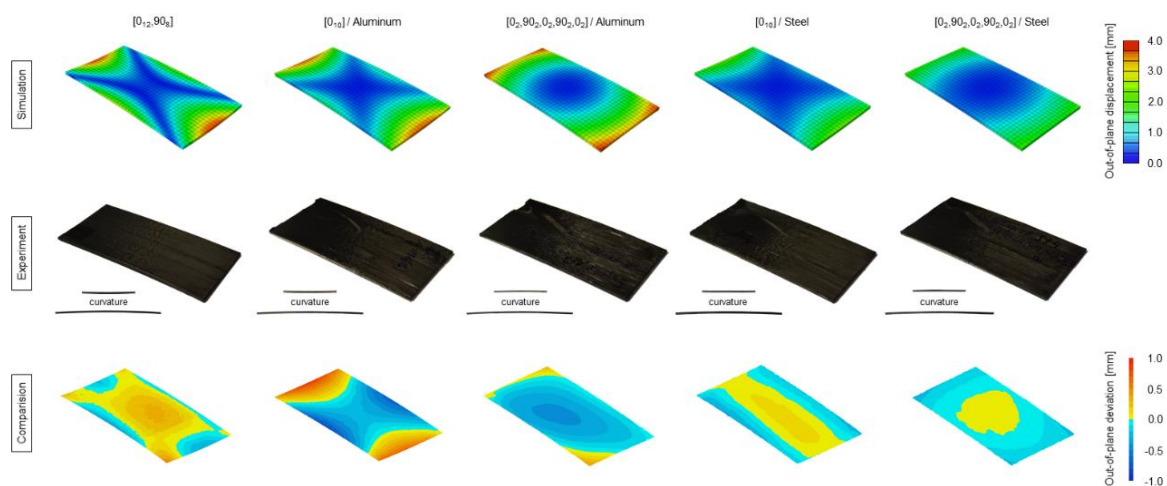 [0₁₂,90₈]
[0₁₀] / Aluminum
[0₂,90₂,0₂,90₂,0₂] / Aluminum
[0₁₀] / Steel
[0₂,90₂,0₂,90₂,0₂] / Steel
Simulation
Out-of-plane displacement [mm]
4.0
3.0
2.0
1.0
0.0
Experiment
curvature
curvature
curvature
curvature
curvature
Comparision
Out-of-plane deviation [mm]
1.0
0.5
0.0
-0.5
-1.0